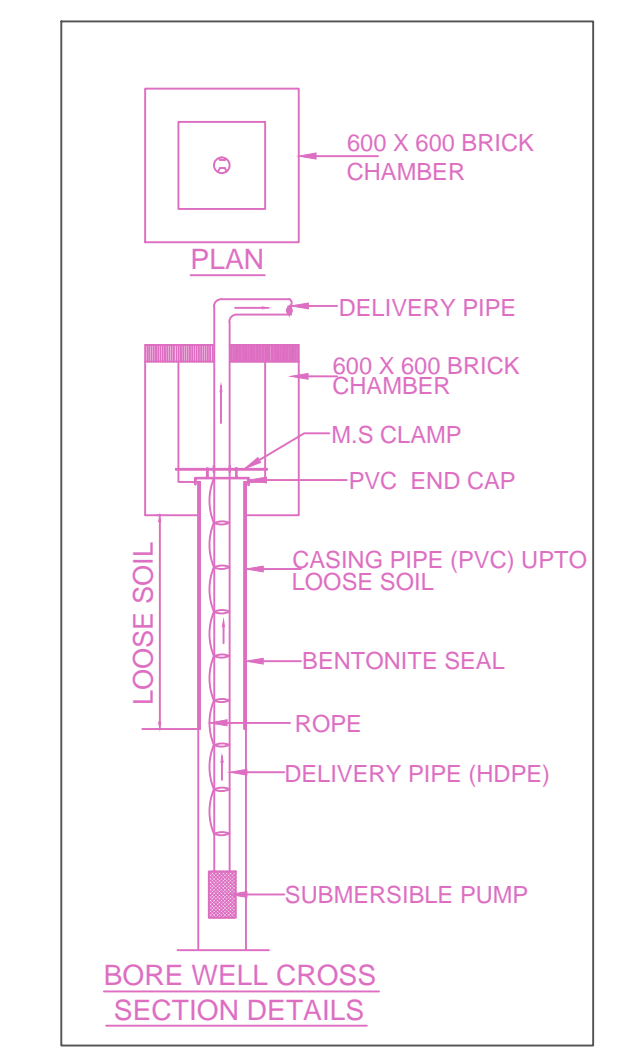 600 X 600 BRICK
CHAMBER
PLAN
DELIVERY PIPE
600 X 600 BRICK
CHAMBER
M.S CLAMP
PVC END CAP
LOOSE SOIL
CASING PIPE (PVC) UPTO
LOOSE SOIL
BENTONITE SEAL
ROPE
DELIVERY PIPE (HDPE)
SUBMERSIBLE PUMP
BORE WELL CROSS
SECTION DETAILS